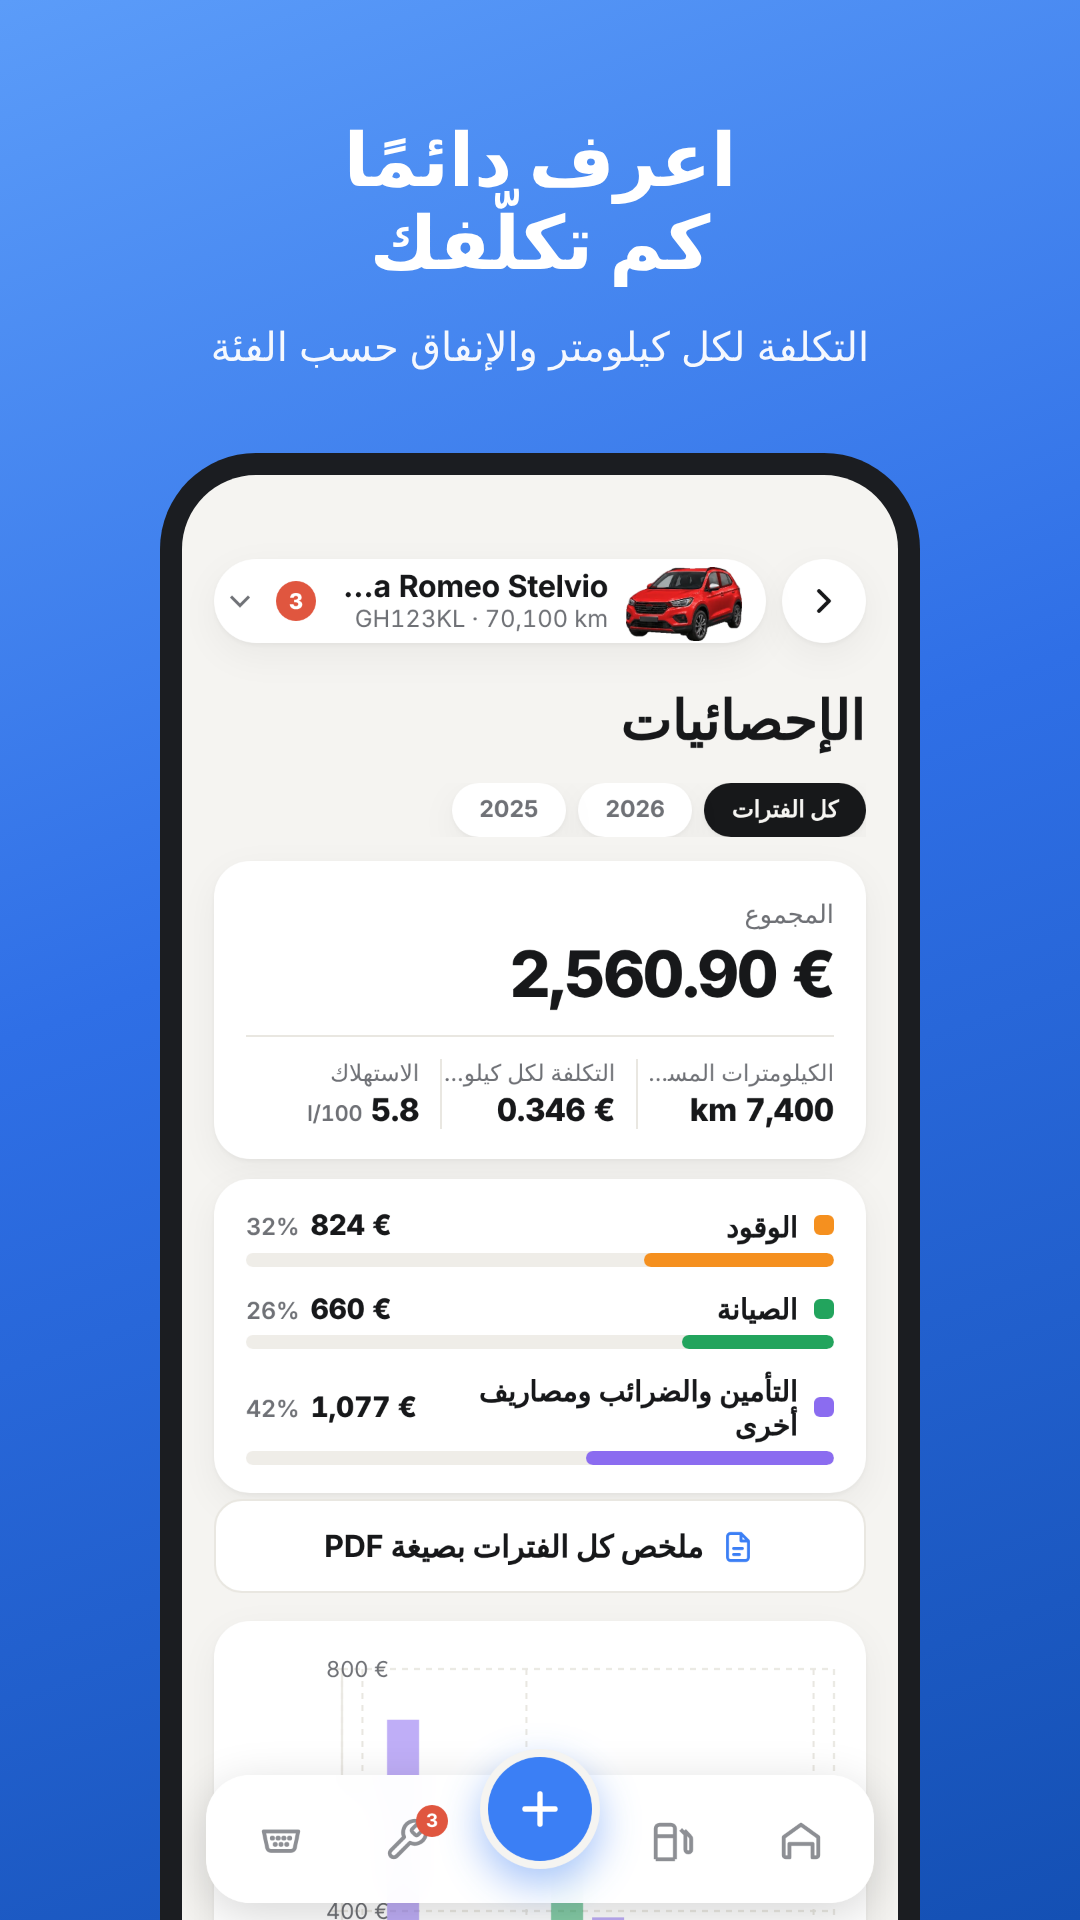 اعرف دائمًا
كم تكلّفك
التكلفة لكل كيلومتر والإنفاق حسب الفئة
...a Romeo Stelvio
3
GH123KL · 70,100 km
الإحصائيات
كل الفترات
2026
2025
المجموع
2,560.90 €
الكيلومترات المس...
التكلفة لكل كيلو...
الاستهلاك
7,400 km
0.346 €
5.8 l/100
الوقود
824 € 32%
الصيانة
660 € 26%
التأمين والضرائب ومصاريف
أخرى
1,077 € 42%
ملخص كل الفترات بصيغة PDF
800 €
3
400 €